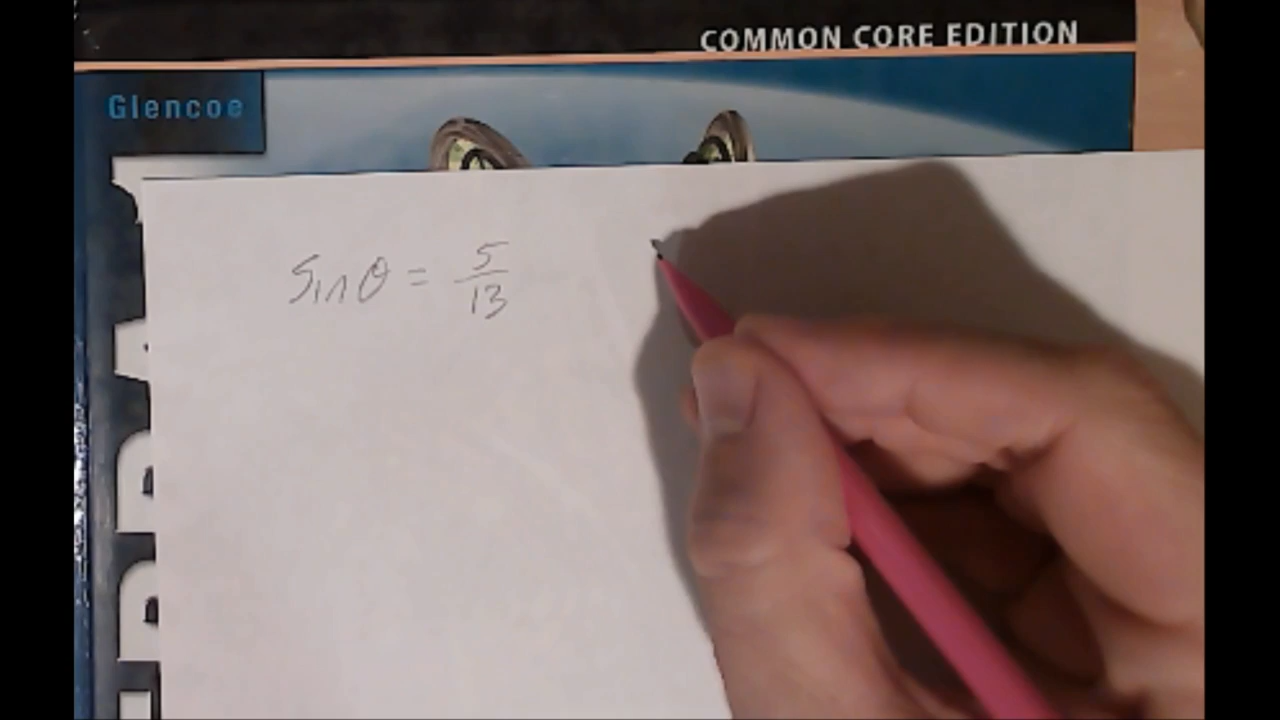 COMMON CORE EDITION
Glencoe
sin θ = 5/13